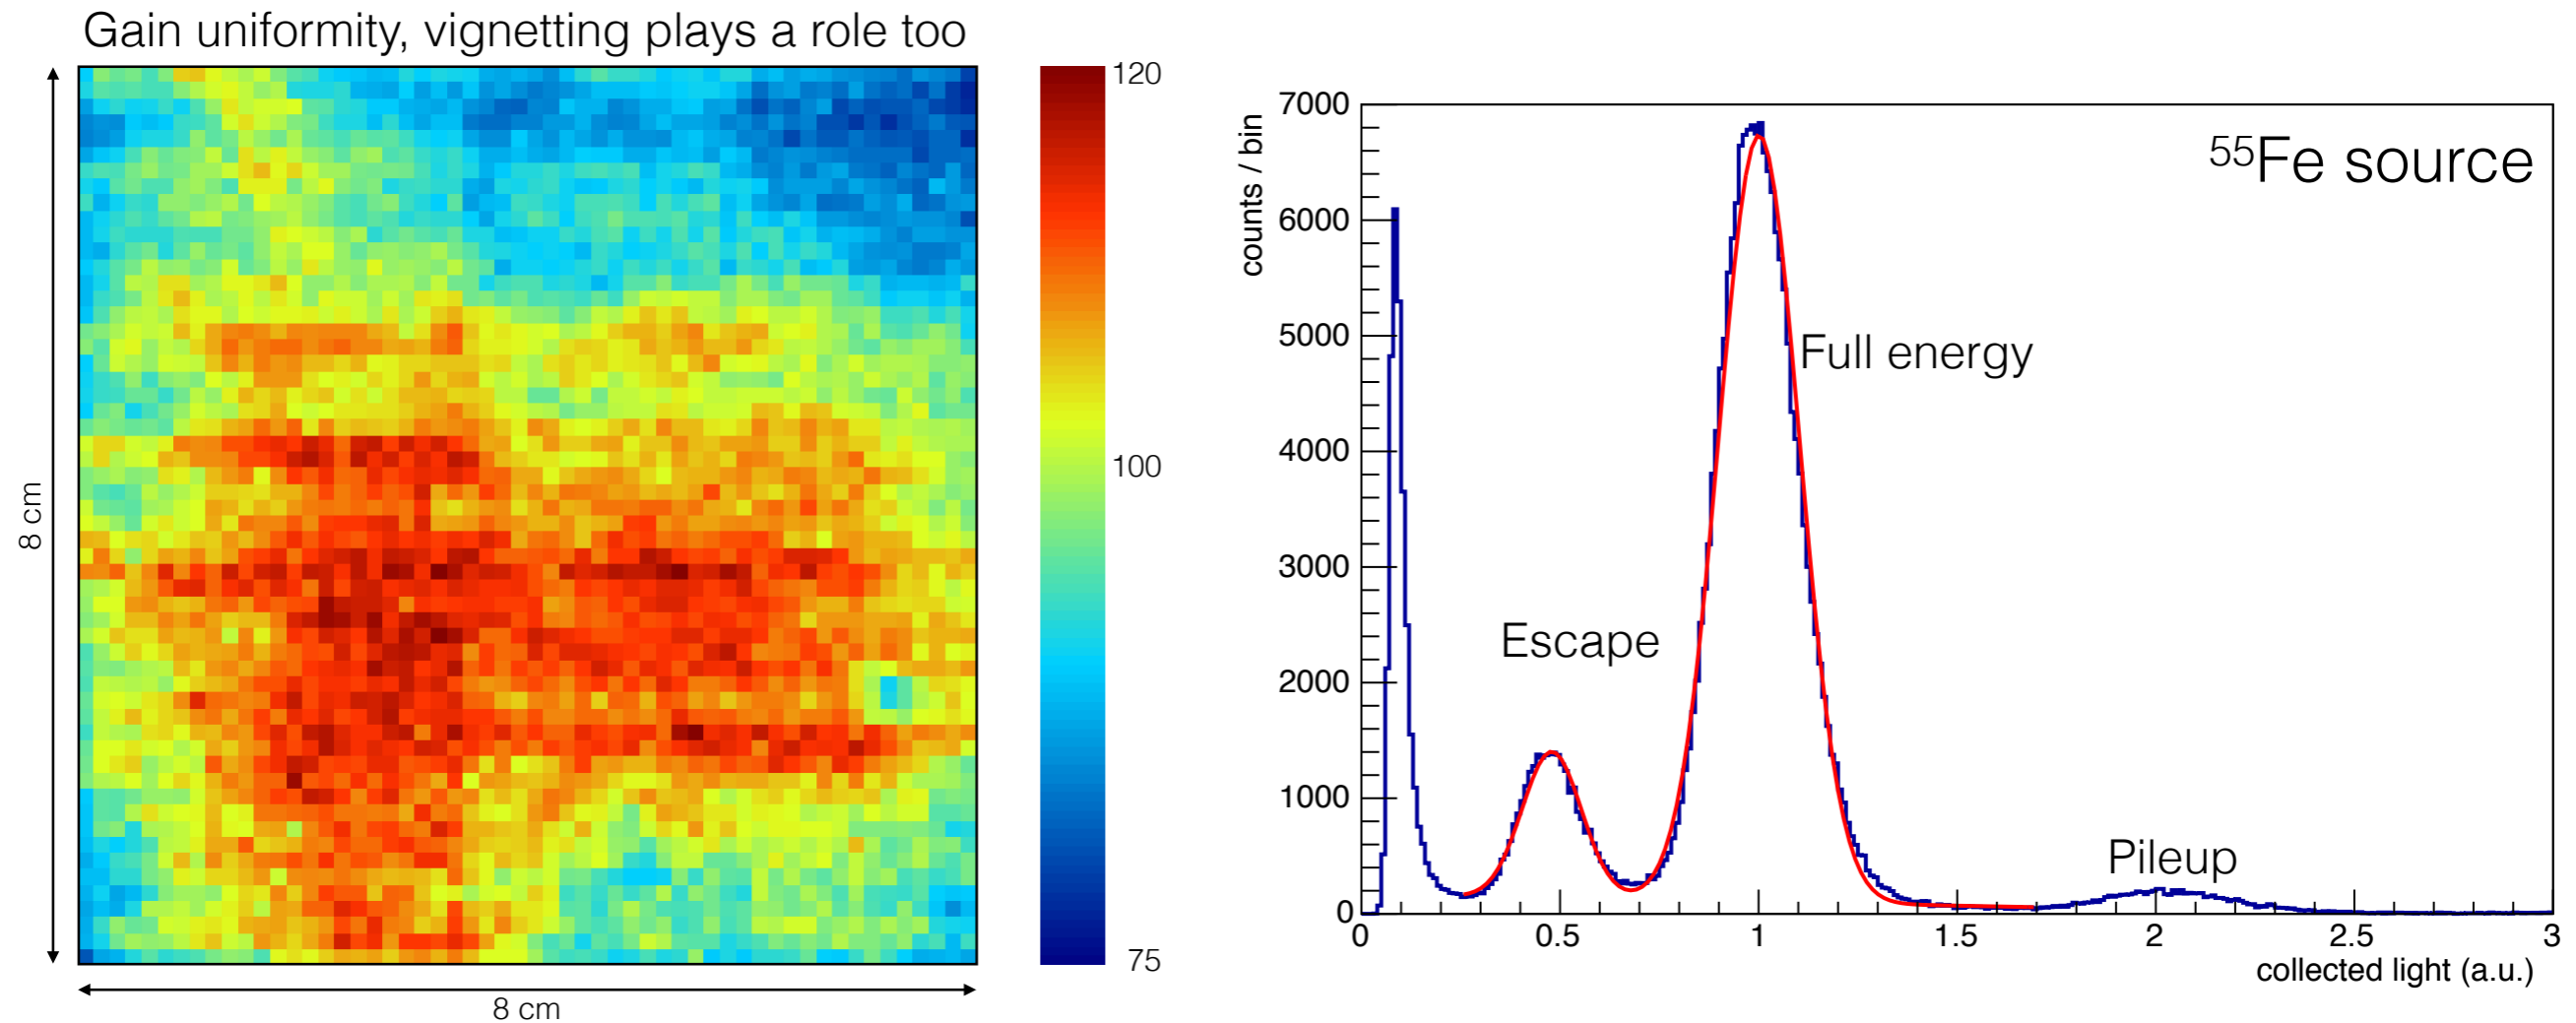 Gain uniformity, vignetting plays a role too
8 cm
8 cm
120
100
75
counts / bin
7000
6000
5000
4000
3000
2000
1000
0
55Fe source
Full energy
Escape
Pileup
0 0.5 1 1.5 2 2.5 3
collected light (a.u.)